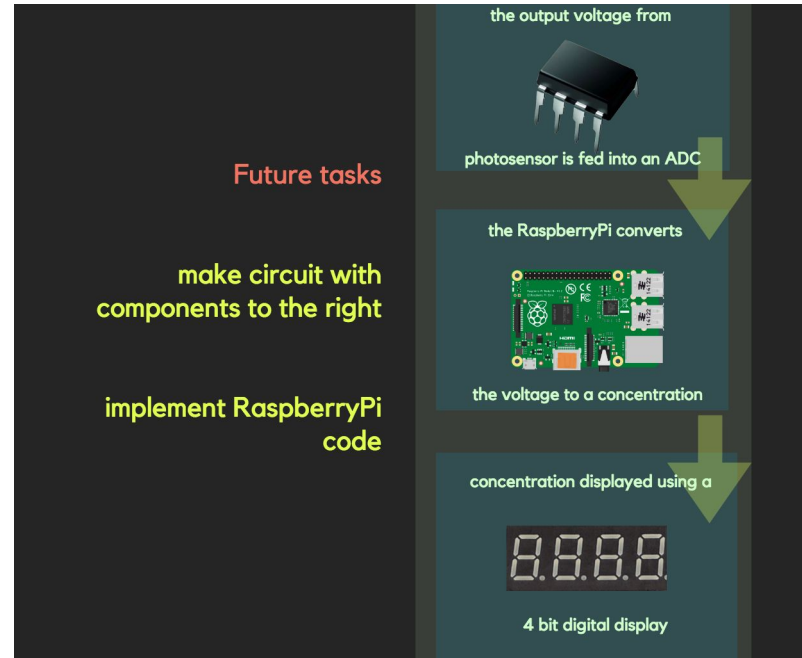 Future tasks
make circuit with
components to the right
implement RaspberryPi
code
the output voltage from
photosensor is fed into an ADC
the RaspberryPi converts
HDMI
the voltage to a concentration
concentration displayed using a
4 bit digital display